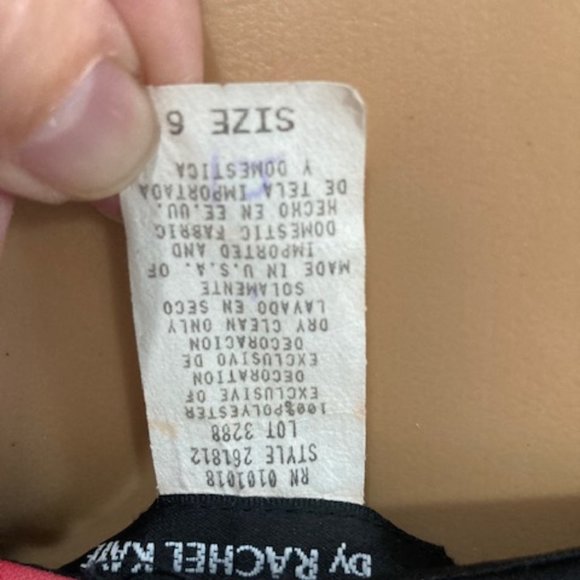 by RACHEL KAYE
RN 0101018
STYLE 261812
LOT 3288
100%POLYESTER
EXCLUSIVE OF
DECORATION
EXCLUSIVO DE
DECORACION
DRY CLEAN ONLY
LAVADO EN SECO
SOLAMENTE
MADE IN U.S.A. OF
IMPORTED AND
DOMESTIC FABRIC
HECHO EN EE.UU.
DE TELA IMPORTADA
Y DOMESTICA
SIZE 6